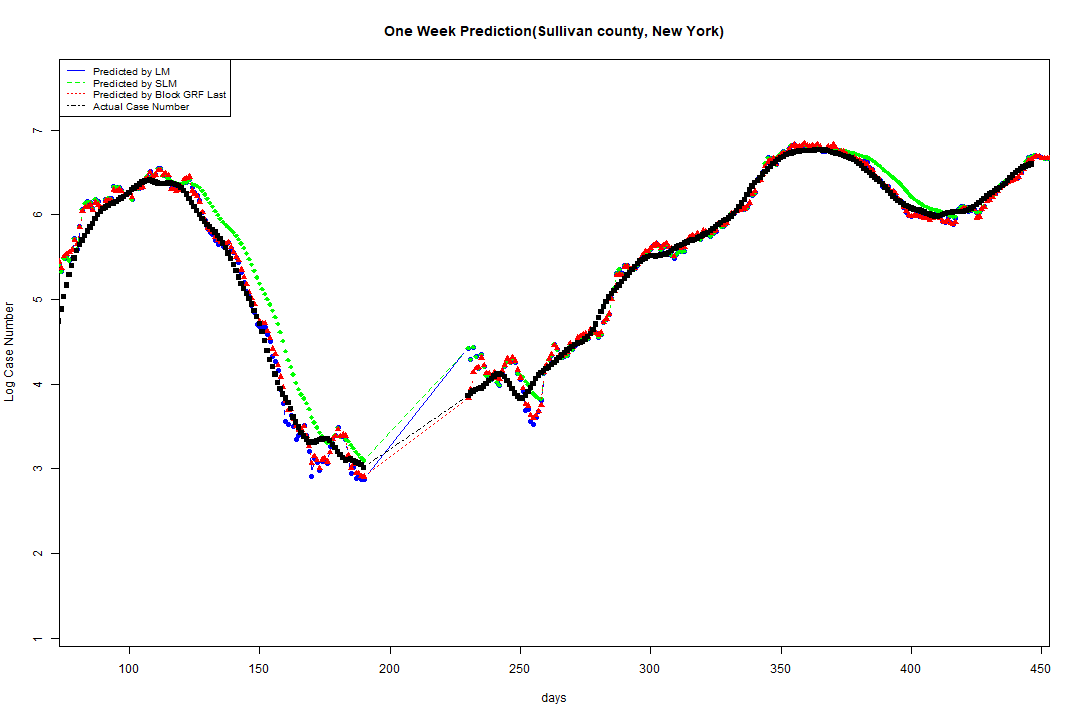 One Week Prediction(Sullivan county, New York)
Predicted by LM
Predicted by SLM
Predicted by Block GRF Last
Actual Case Number
7
6
5
4
3
2
1
Log Case Number
100 150 200 250 300 350 400 450
days